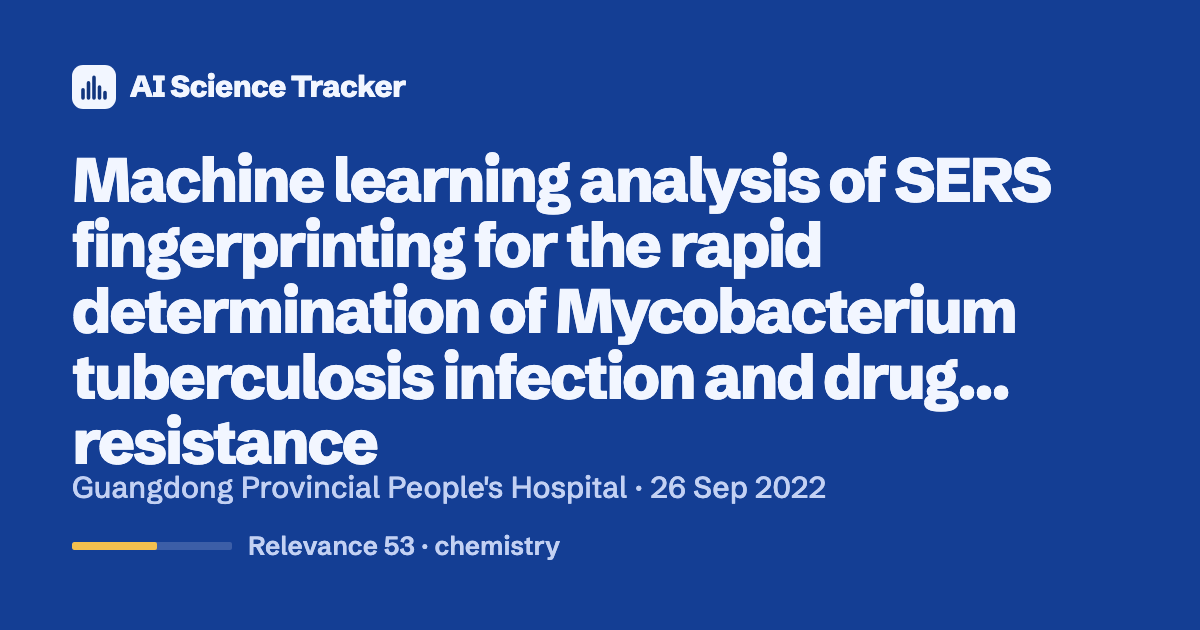 AI Science Tracker
Machine learning analysis of SERS
fingerprinting for the rapid
determination of Mycobacterium
tuberculosis infection and drug...
resistance
Guangdong Provincial People's Hospital · 26 Sep 2022
Relevance 53 · chemistry